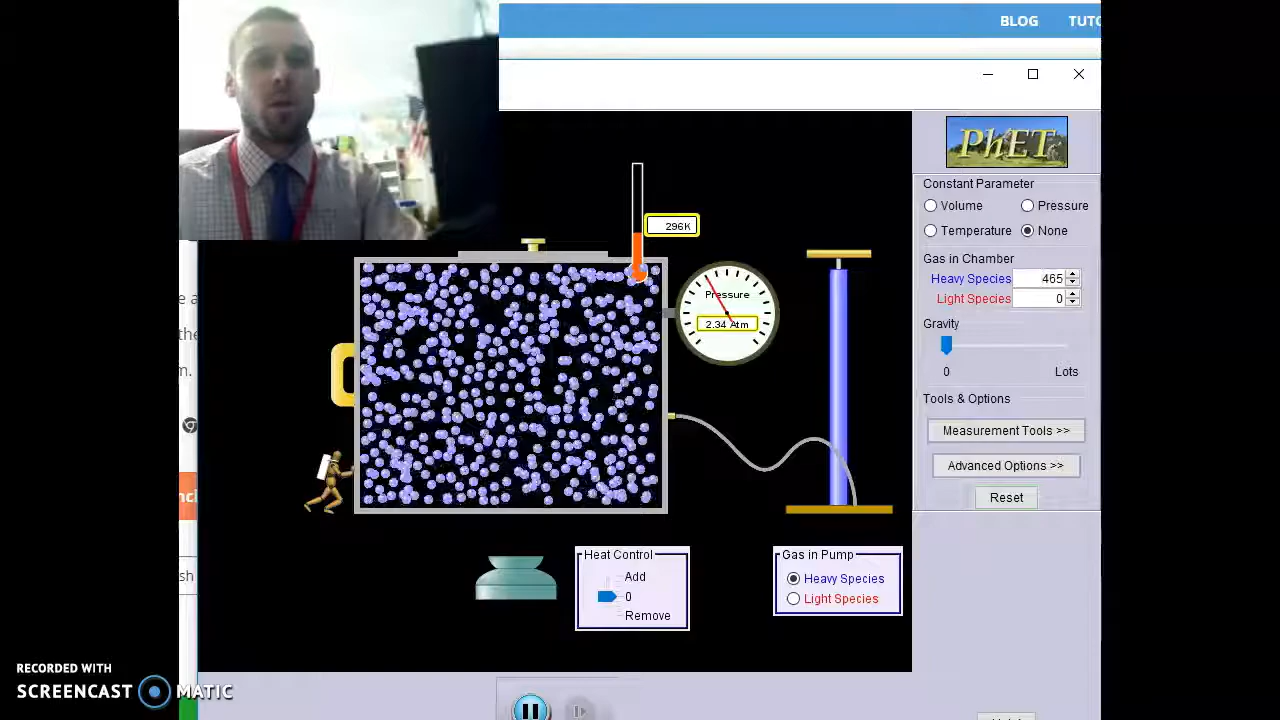 BLOG TUTO
PhET
Constant Parameter
Volume Pressure
Temperature None
Gas in Chamber
Heavy Species 465
Light Species 0
Gravity
0 Lots
Tools & Options
Measurement Tools >>
Advanced Options >>
Reset
296K
Pressure
2.34 Atm
Heat Control
Add
0
Remove
Gas in Pump
Heavy Species
Light Species
RECORDED WITH
SCREENCAST MATIC